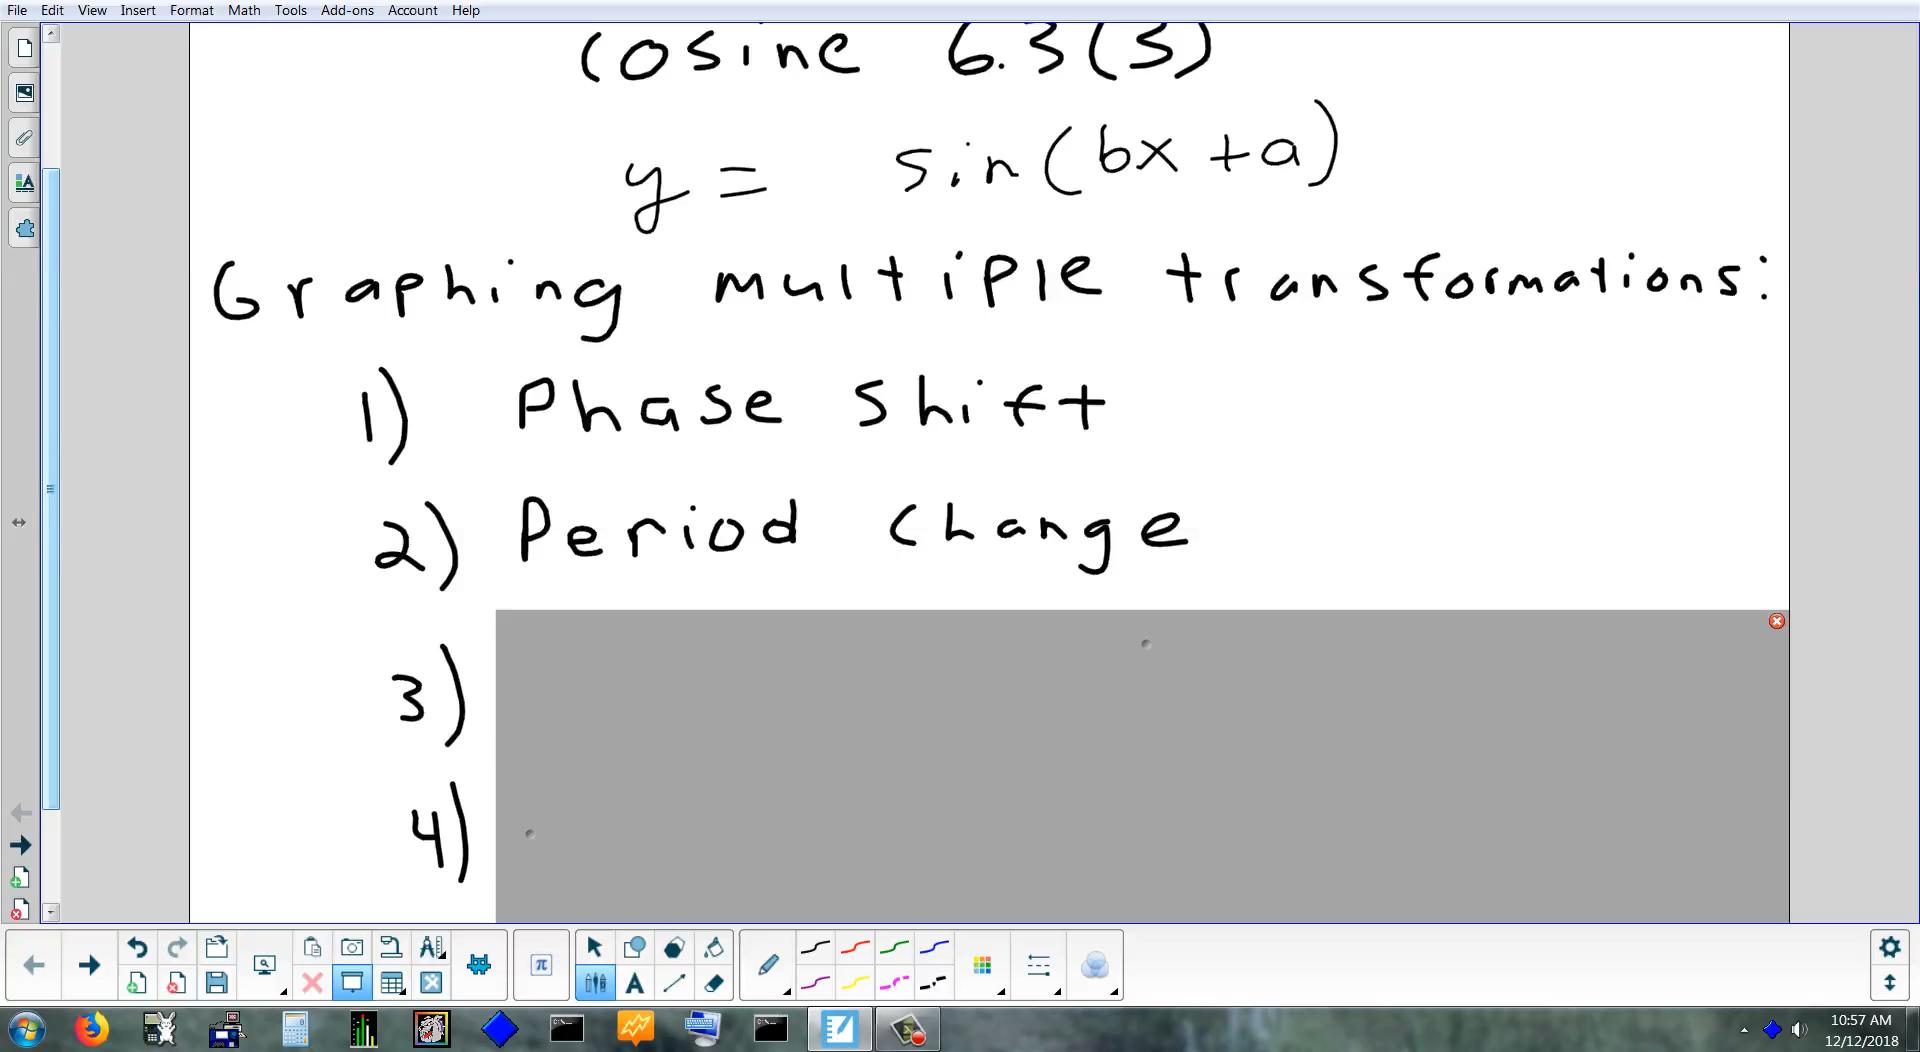 File Edit View Insert Format Math Tools Add-ons Account Help
Cosine 6.3(3)
y = sin(bx+a)
Graphing multiple transformations:
1) Phase shift
2) Period change
3)
4)
10:57 AM
12/12/2018